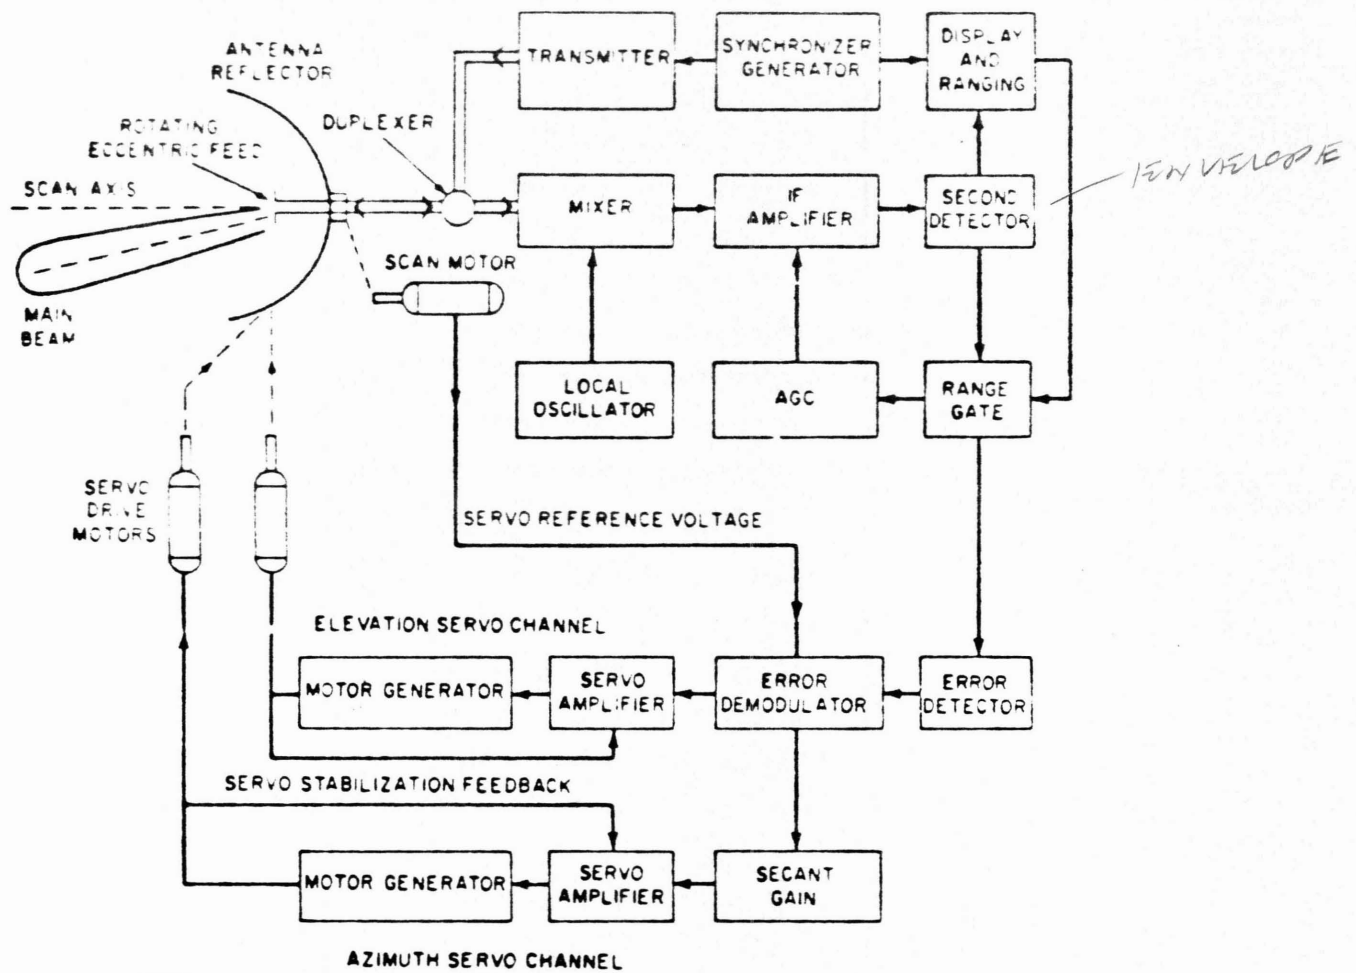 ANTENNA
REFLECTOR
ROTATING
ECCENTRIC FEED
SCAN AXIS
MAIN
BEAM
DUPLEXER
SCAN MOTOR
TRANSMITTER
SYNCHRONIZER
GENERATOR
DISPLAY
AND
RANGING
MIXER
IF
AMPLIFIER
SECOND
DETECTOR
ENVELOPE
LOCAL
OSCILLATOR
AGC
RANGE
GATE
SERVO
DRIVE
MOTORS
SERVO REFERENCE VOLTAGE
ELEVATION SERVO CHANNEL
MOTOR GENERATOR
SERVO
AMPLIFIER
ERROR
DEMODULATOR
ERROR
DETECTOR
SERVO STABILIZATION FEEDBACK
MOTOR GENERATOR
SERVO
AMPLIFIER
SECANT
GAIN
AZIMUTH SERVO CHANNEL